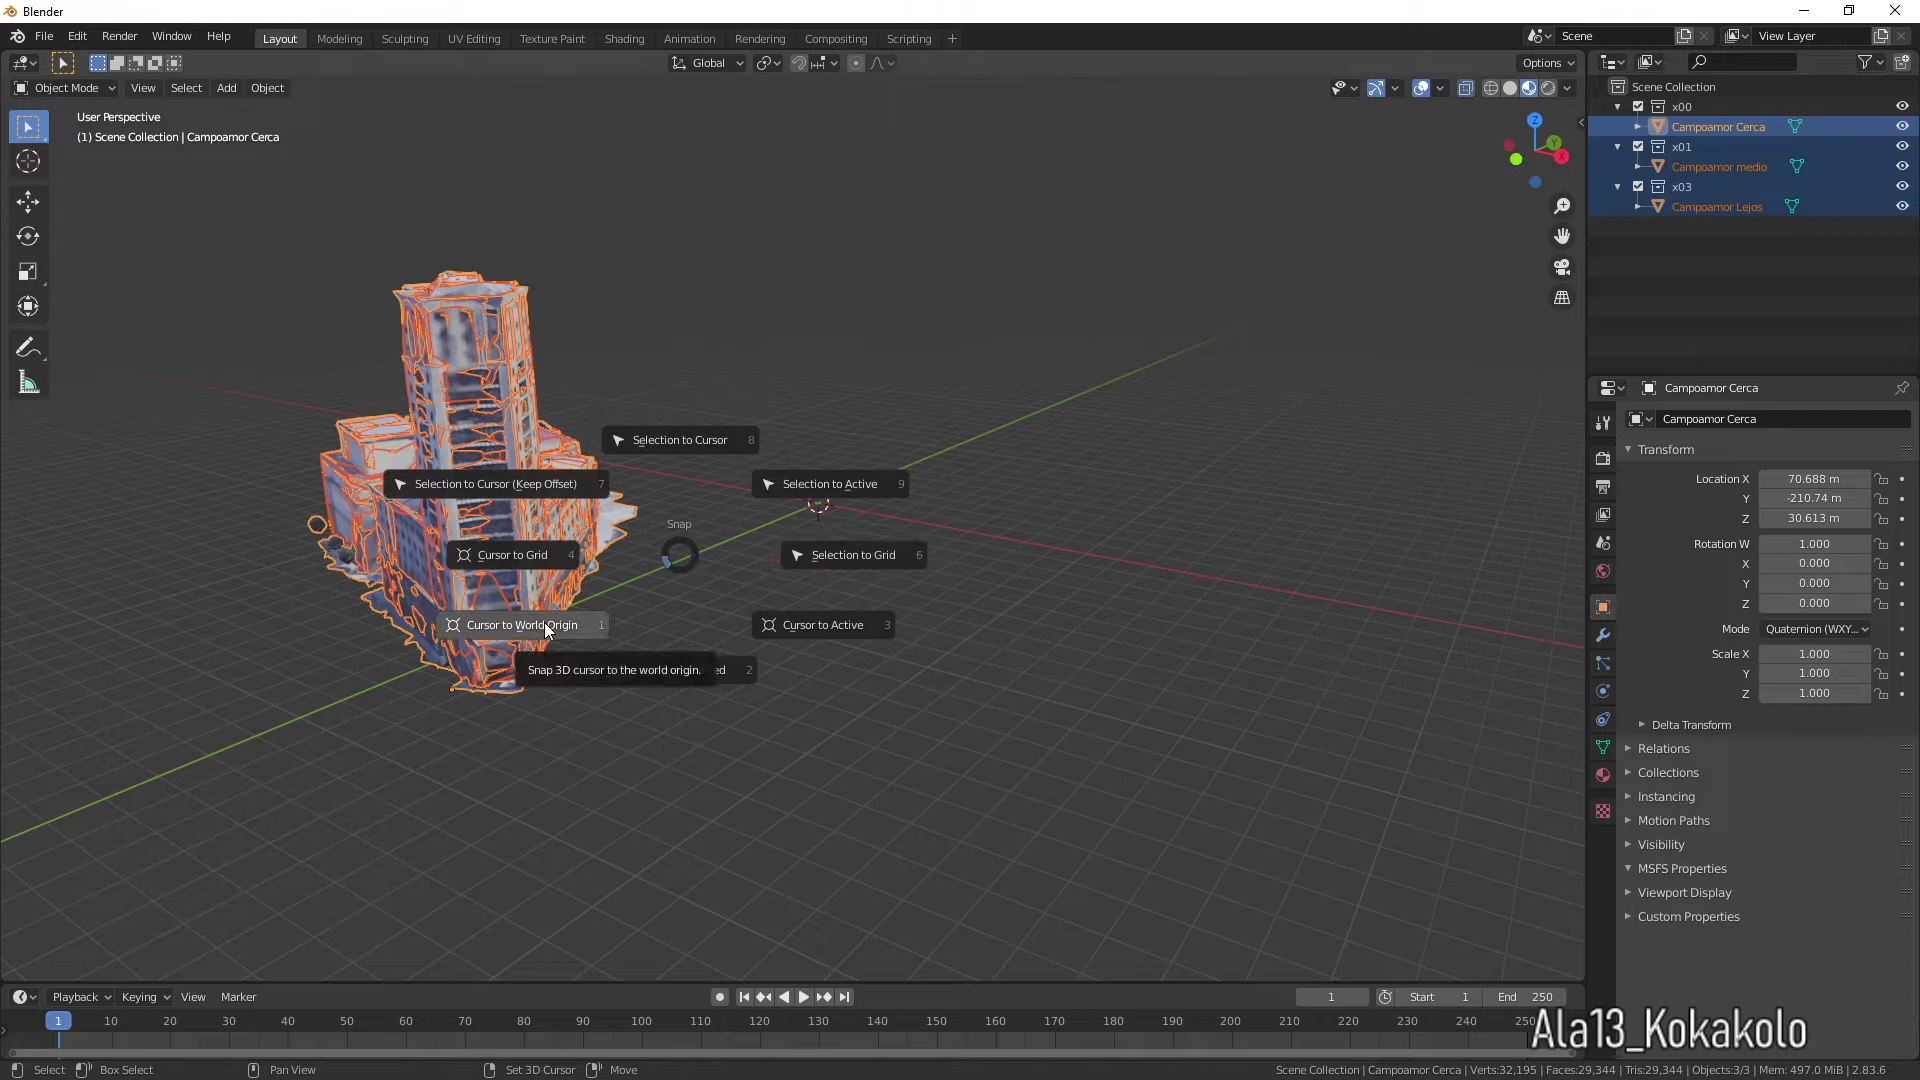 Blender
File Edit Render Window Help
Layout Modeling Sculpting UV Editing Texture Paint Shading Animation Rendering Compositing Scripting +
Scene
View Layer
Global
Options
Object Mode View Select Add Object
User Perspective
(1) Scene Collection | Campoamor Cerca
Z
Y
X
Scene Collection
x00
Campoamor Cerca
x01
Campoamor medio
x03
Campoamor Lejos
Selection to Cursor 8
Selection to Cursor (Keep Offset) 7
Selection to Active 9
Snap
Cursor to Grid 4
Selection to Grid 6
Cursor to World Origin 1
Cursor to Active 3
Snap 3D cursor to the world origin. ed 2
Campoamor Cerca
Campoamor Cerca
Transform
Location X 70.688 m
Y -210.74 m
Z 30.613 m
Rotation W 1.000
X 0.000
Y 0.000
Z 0.000
Mode Quaternion (WXY...
Scale X 1.000
Y 1.000
Z 1.000
Delta Transform
Relations
Collections
Instancing
Motion Paths
Visibility
MSFS Properties
Viewport Display
Custom Properties
Playback Keying View Marker
1 Start 1 End 250
1 10 20 30 40 50 60 70 80 90 100 110 120 130 140 150 160 170 180 190 200 210 220 230 240 250
Ala13_Kokakolo
Select Box Select Pan View Set 3D Cursor Move
Scene Collection | Campoamor Cerca | Verts:32,195 | Faces:29,344 | Tris:29,344 | Objects:3/3 | Mem: 497.0 MiB | 2.83.6